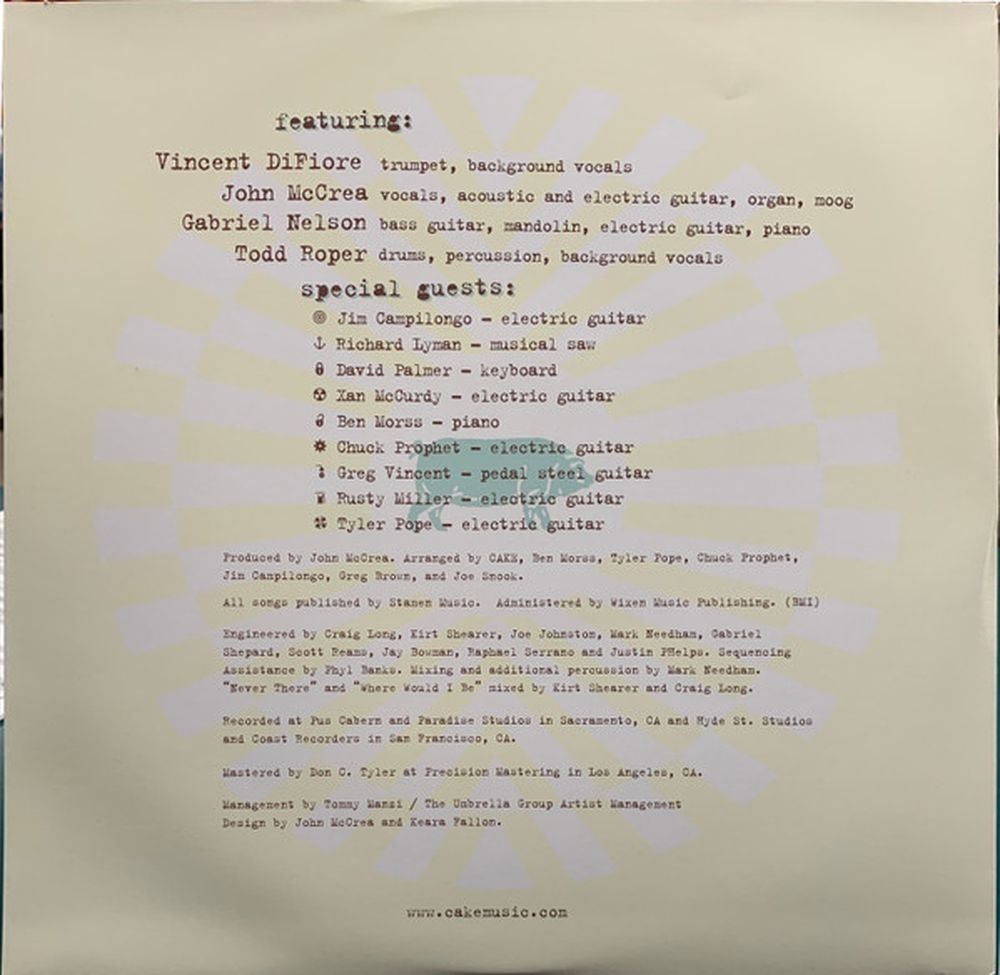 featuring:
Vincent DiFiore trumpet, background vocals
John McCrea vocals, acoustic and electric guitar, organ, moog
Gabriel Nelson bass guitar, mandolin, electric guitar, piano
Todd Roper drums, percussion, background vocals
special guests:
Jim Campilongo – electric guitar
Richard Lyman – musical saw
David Palmer – keyboard
Xan McCurdy – electric guitar
Ben Morss – piano
Chuck Prophet – electric guitar
Greg Vincent – pedal steel guitar
Rusty Miller – electric guitar
Tyler Pope – electric guitar
Produced by John McCrea. Arranged by CAKE, Ben Morss, Tyler Pope, Chuck Prophet,
Jim Campilongo, Greg Brown, and Joe Snook.
All songs published by Stamen Music. Administered by Wixen Music Publishing. (BMI)
Engineered by Craig Long, Kirt Shearer, Joe Johnston, Mark Needham, Gabriel
Shepard, Scott Reams, Jay Bowman, Raphael Serrano and Justin PHelps. Sequencing
Assistance by Phyl Banks. Mixing and additional percussion by Mark Needham.
"Never There" and "Where Would I Be" mixed by Kirt Shearer and Craig Long.
Recorded at Pus Cabern and Paradise Studios in Sacramento, CA and Hyde St. Studios
and Coast Recorders in San Francisco, CA.
Mastered by Don C. Tyler at Precision Mastering in Los Angeles, CA.
Management by Tommy Manzi / The Umbrella Group Artist Management
Design by John McCrea and Keara Fallon.
www.cakemusic.com